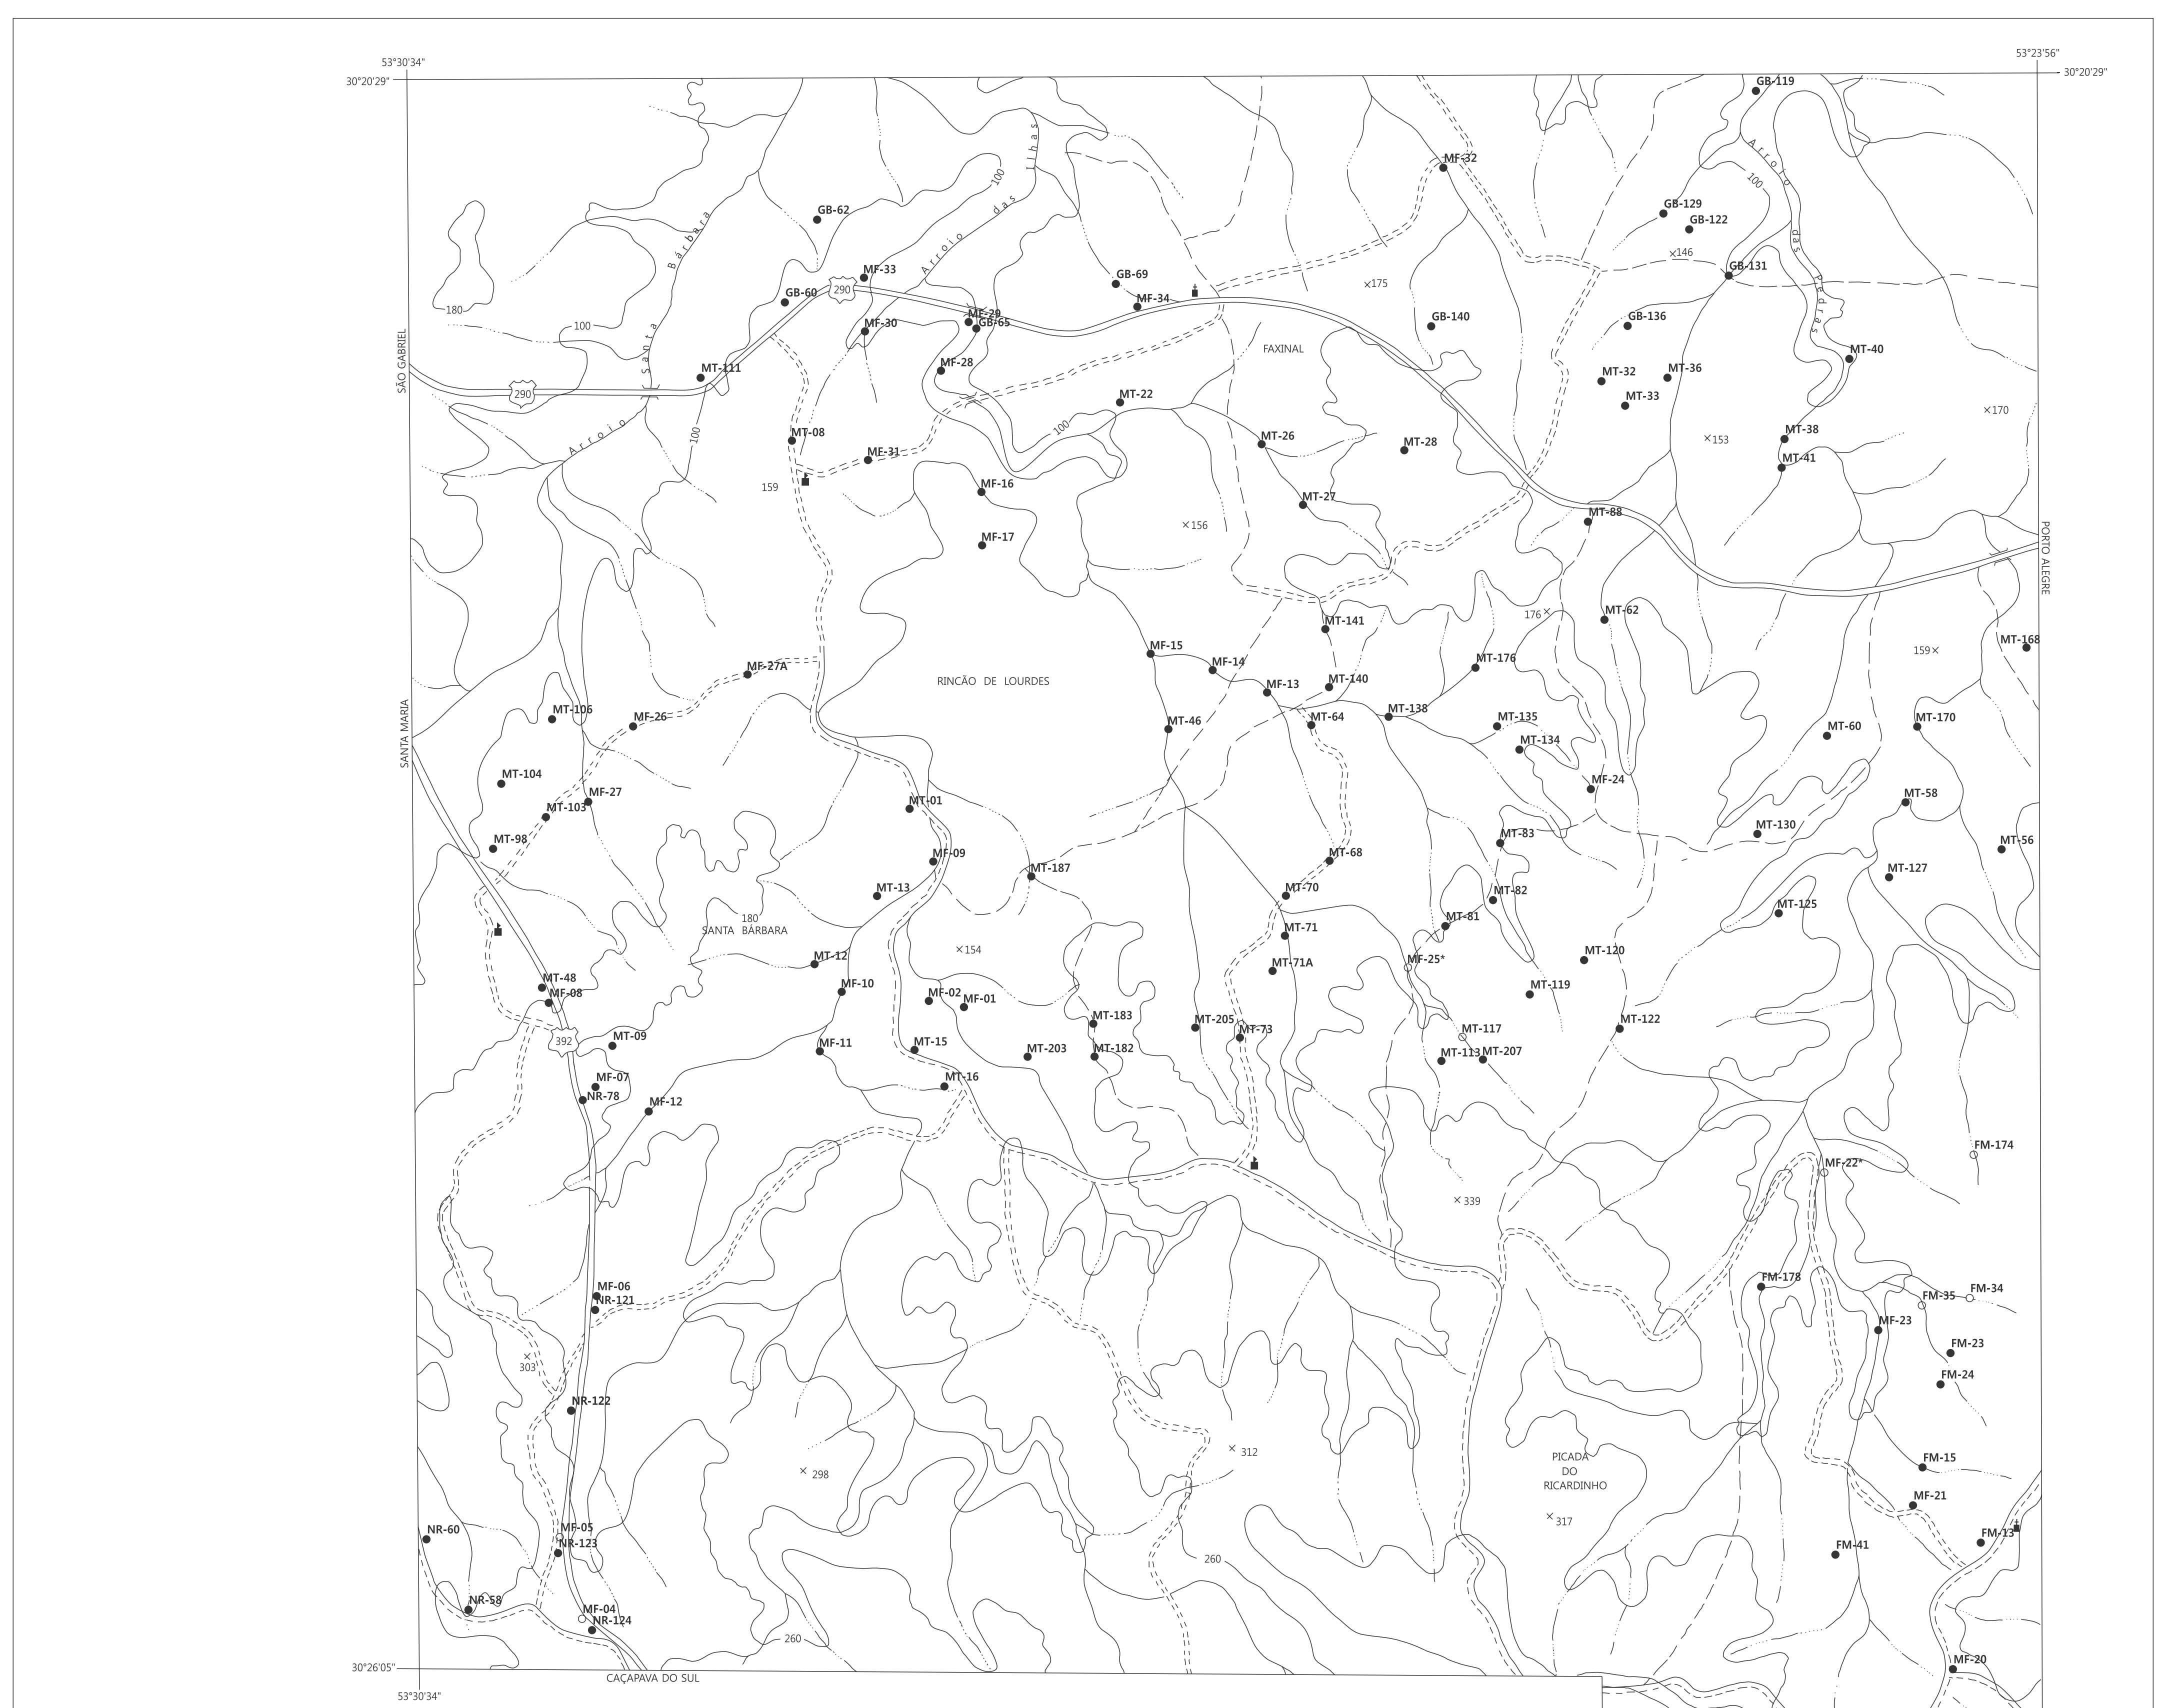 53°30'34"
53°23'56"
30°20'29"
30°20'29"
GB-119
Arroio das Ilhas
Arroio das Pedras
100
MF-32
100
GB-62
GB-129
GB-122
Arroio Santa Bárbara
146
MF-33
GB-69
GB-131
175
290
GB-60
MF-34
180
100
MF-29
GB-65
MF-30
GB-140
GB-136
SÃO GABRIEL
FAXINAL
MT-40
MT-111
MF-28
MT-32
MT-36
290
MT-22
MT-33
170
100
100
MT-08
MT-26
MT-28
153
MT-38
MF-31
MT-41
159
MF-16
MT-27
156
MT-88
MF-17
PORTO ALEGRE
176
MT-62
MT-141
MT-168
159
MF-15
MF-27A
MF-14
MT-176
RINCÃO DE LOURDES
MF-13
MT-140
SANTA MARIA
MT-106
MF-26
MT-46
MT-64
MT-138
MT-135
MT-60
MT-170
MT-134
MT-104
MF-24
MF-27
MT-103
MT-01
MT-58
MT-98
MT-83
MT-130
MT-56
MF-09
MT-68
MT-187
MT-127
MT-13
MT-70
MT-82
MT-125
180
SANTA BÁRBARA
MT-81
MT-71
154
MT-12
MT-71A
MF-25*
MT-120
MT-48
MF-08
MF-10
MF-02
MF-01
MT-119
MT-183
MT-205
MT-73
MT-117
MT-122
392
MT-09
MF-11
MT-15
MT-203
MT-182
MT-113
MT-207
MF-07
NR-78
MT-16
MF-12
FM-174
MF-22*
339
MF-06
NR-121
FM-178
FM-34
FM-35
MF-23
303
FM-23
FM-24
NR-122
312
298
PICADA
DO
RICARDINHO
FM-15
MF-21
317
NR-60
MF-05
NR-123
FM-13
FM-41
260
NR-58
MF-04
NR-124
260
MF-20
30°26'05"
CAÇAPAVA DO SUL
53°30'34"